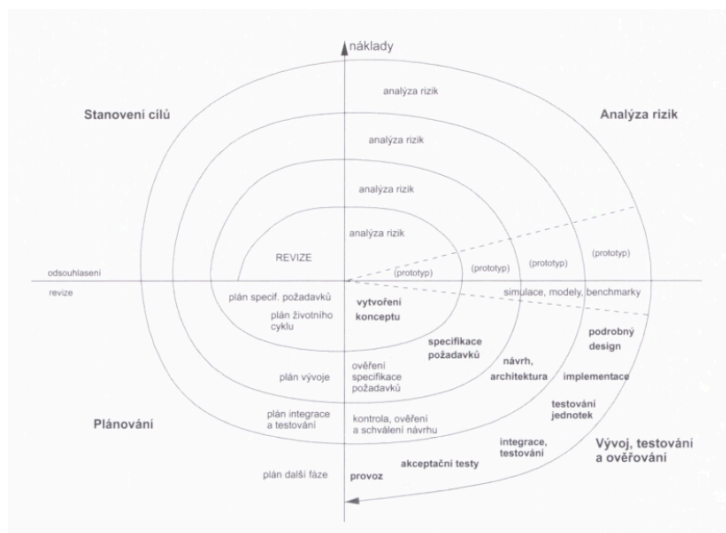 náklady
Stanovení cílů
Analýza rizik
analýza rizik
analýza rizik
analýza rizik
analýza rizik
REVIZE
(prototyp)
(prototyp)
(prototyp)
(prototyp)
odsouhlasení
revize
simulace, modely, benchmarky
plán specif. požadavků
plán životního
cyklu
vytvoření
konceptu
podrobný
design
specifikace
požadavků
návrh,
architektura
implementace
plán vývoje
ověření
specifikace
požadavků
testování
jednotek
plán integrace
a testování
kontrola, ověření
a schválení návrhu
Plánování
integrace,
testování
Vývoj, testování
a ověřování
akceptační testy
plán další fáze
provoz